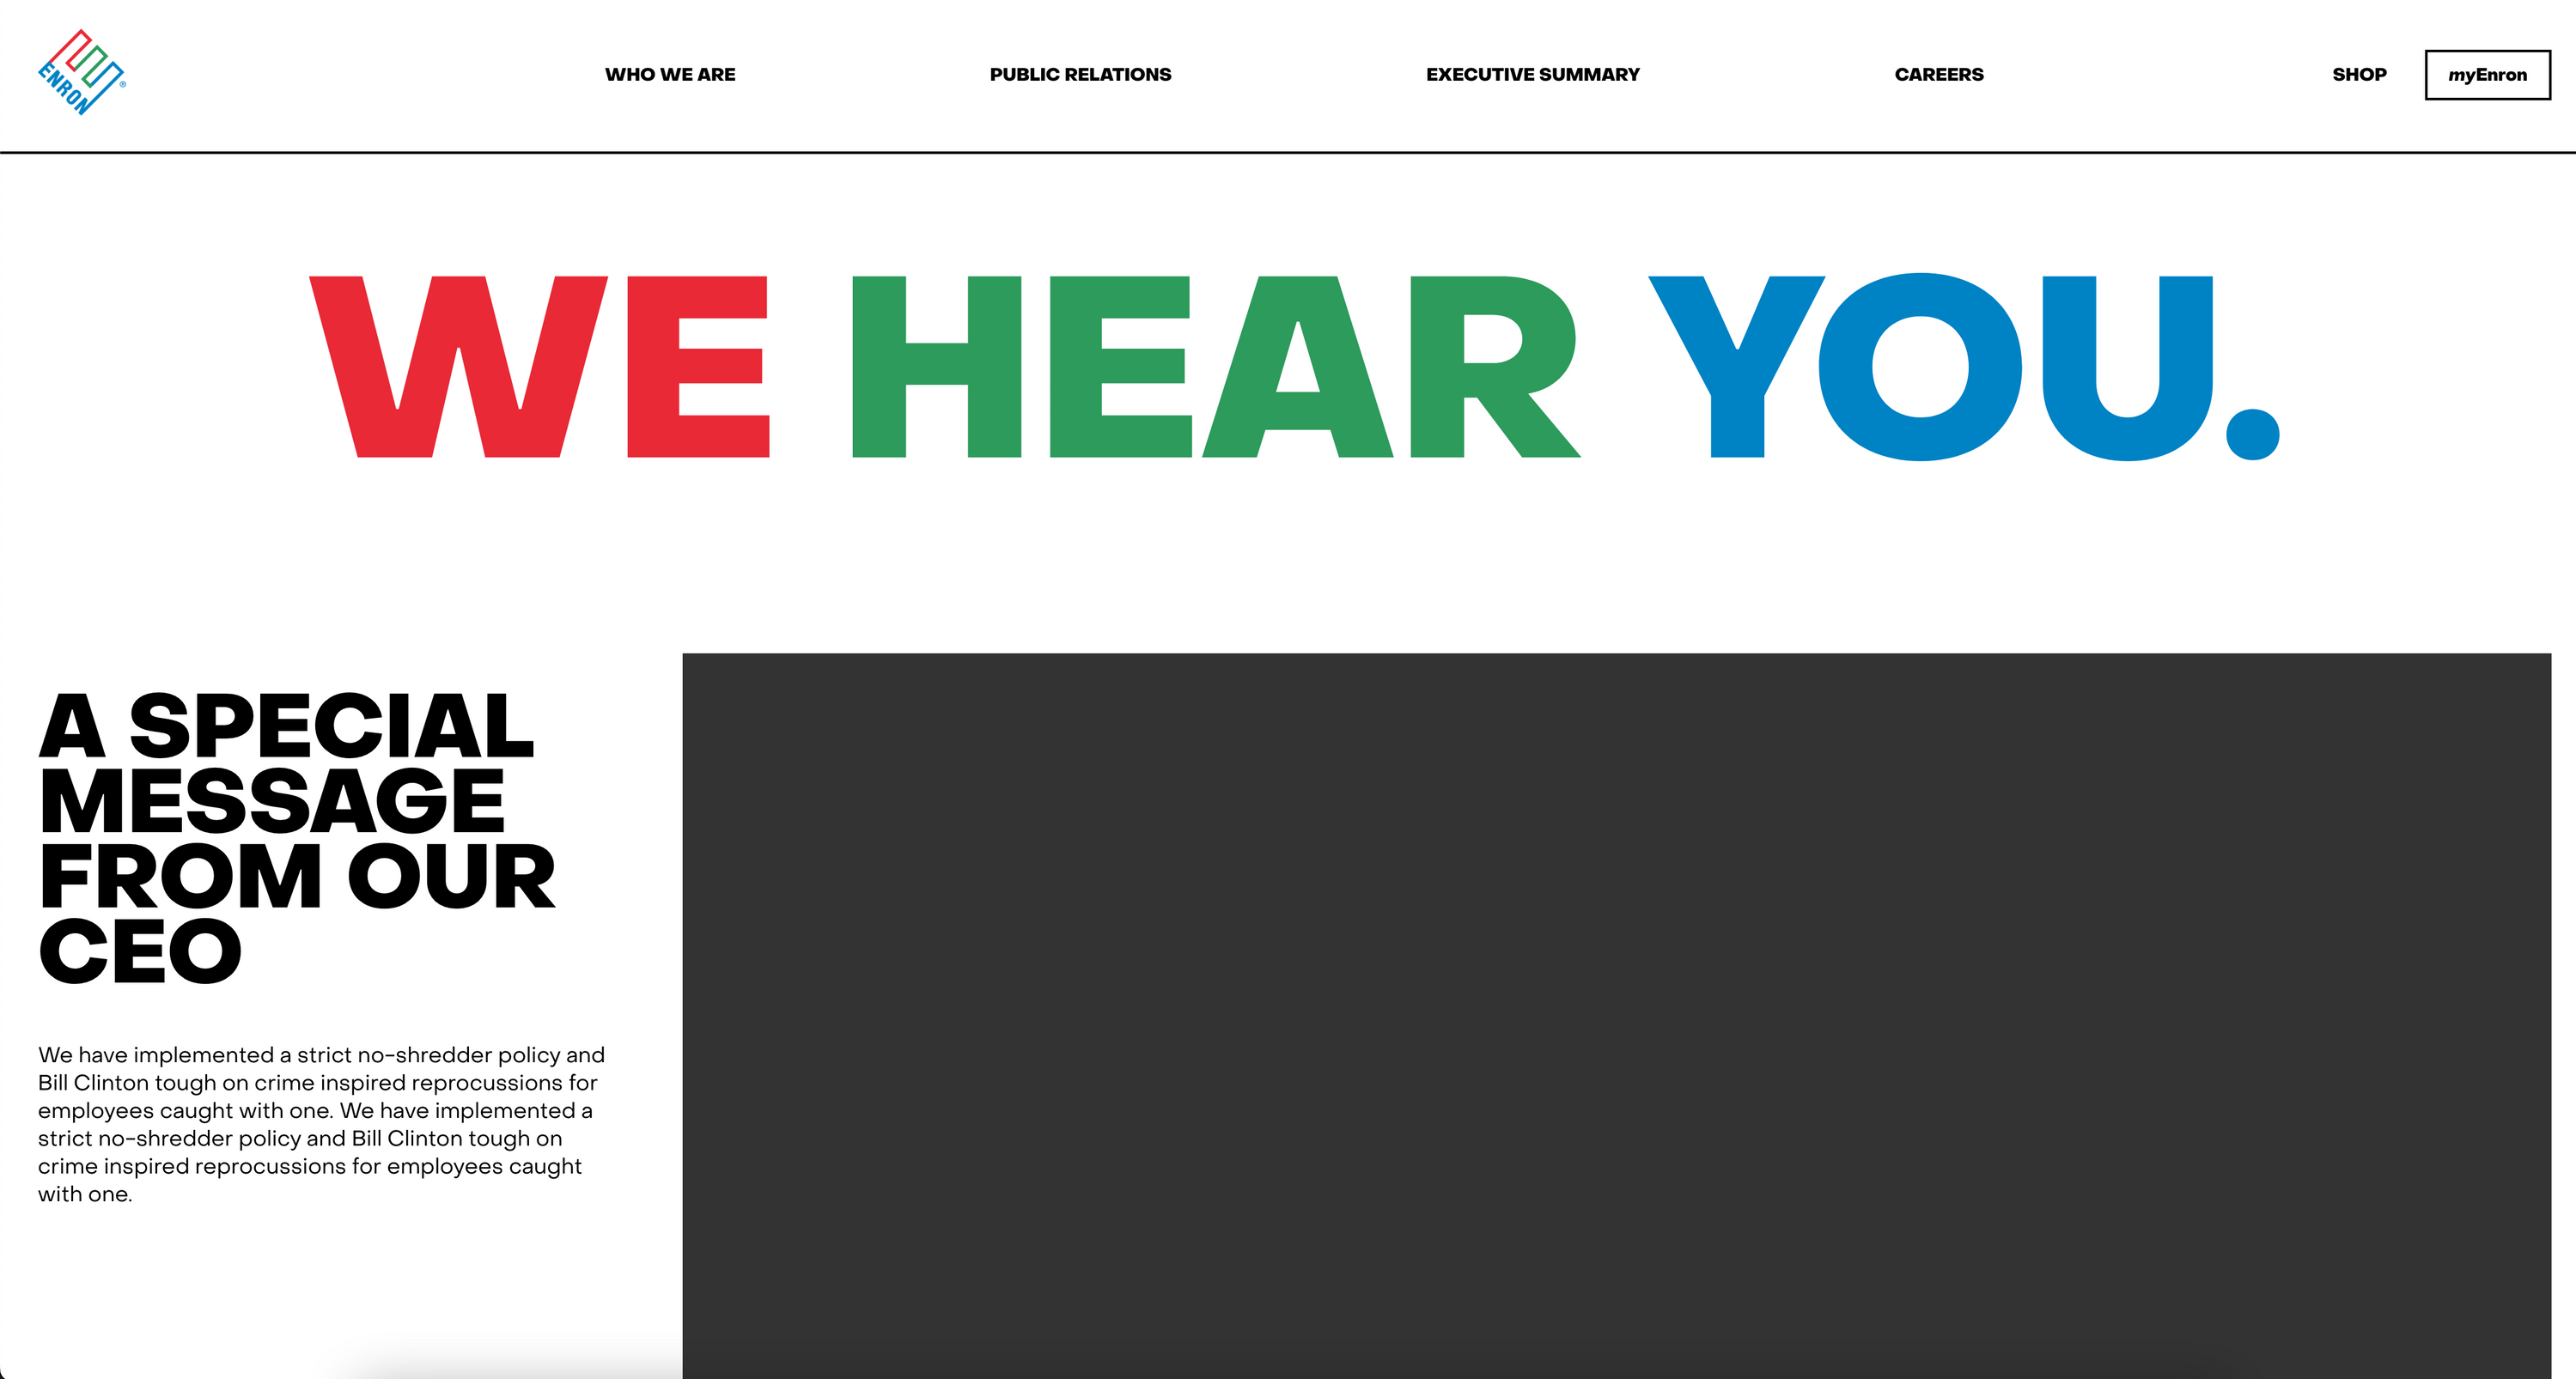 ENRON®
WHO WE ARE
PUBLIC RELATIONS
EXECUTIVE SUMMARY
CAREERS
SHOP
myEnron
WE HEAR YOU.
A SPECIAL
MESSAGE
FROM OUR
CEO
We have implemented a strict no-shredder policy and
Bill Clinton tough on crime inspired reprocussions for
employees caught with one. We have implemented a
strict no-shredder policy and Bill Clinton tough on
crime inspired reprocussions for employees caught
with one.